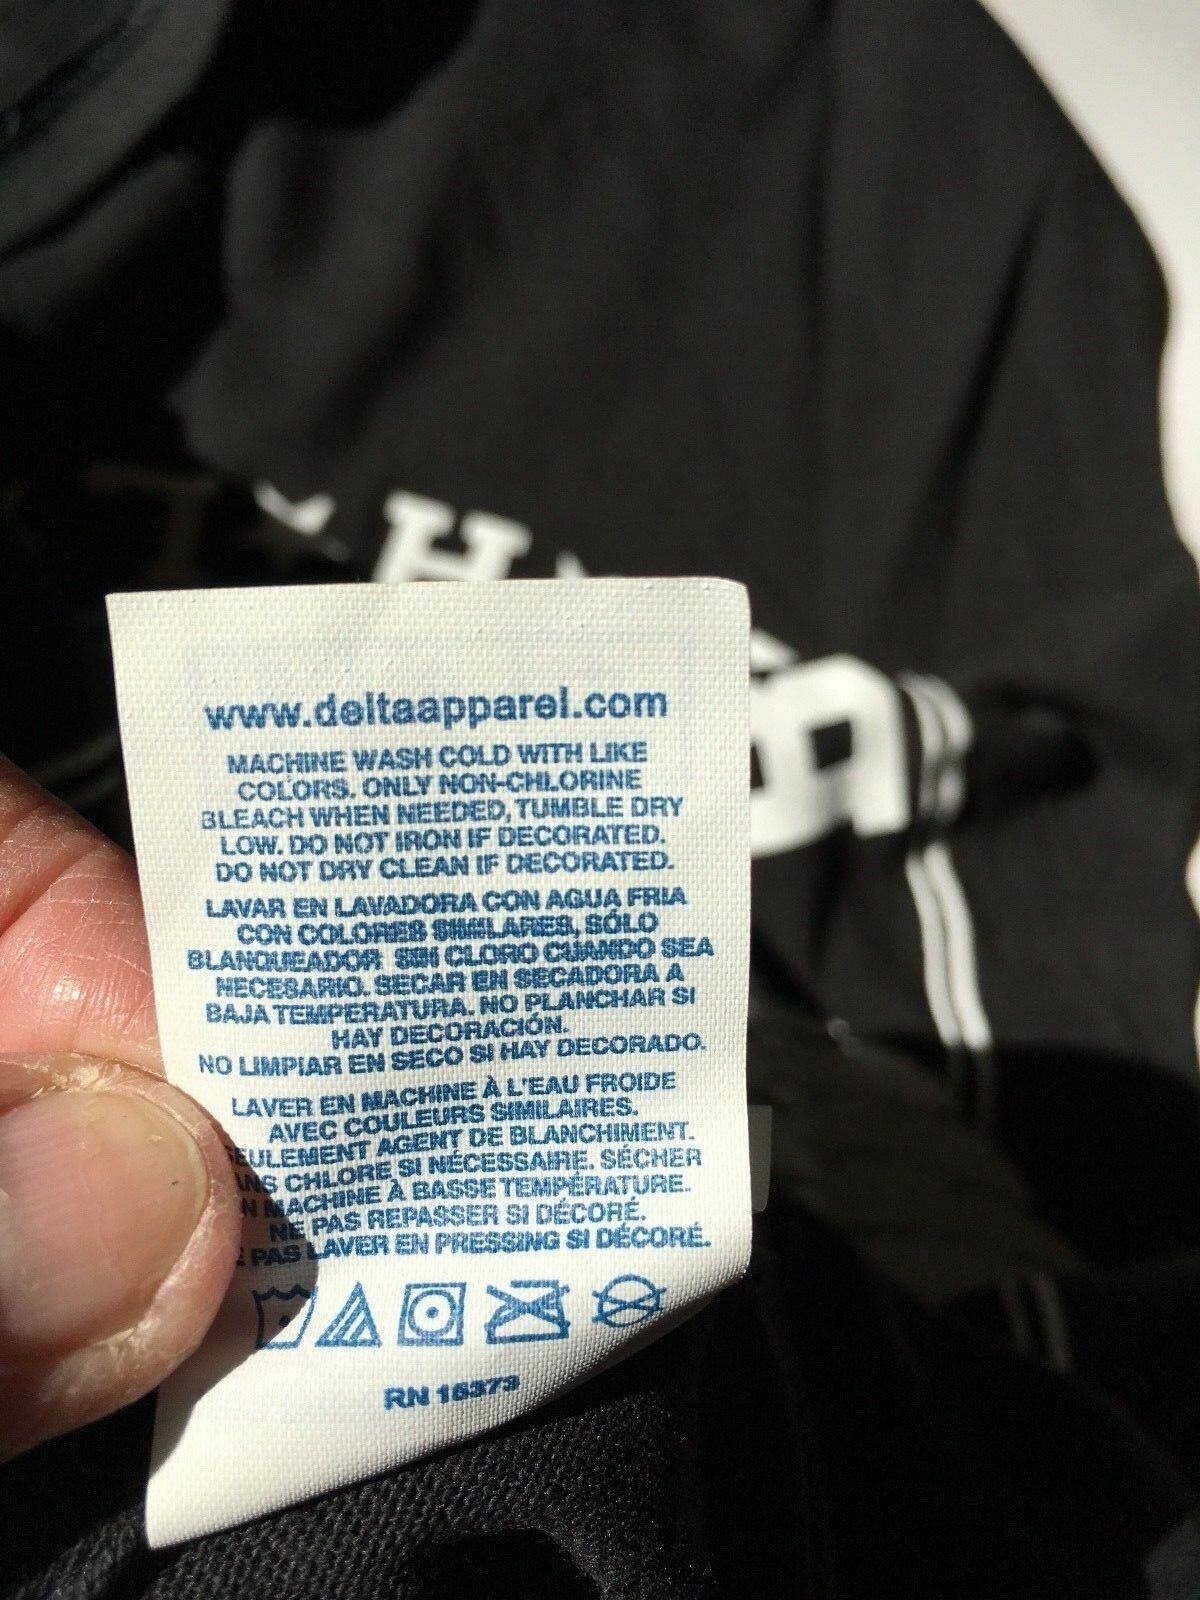 H
www.deltaapparel.com
MACHINE WASH COLD WITH LIKE
COLORS. ONLY NON-CHLORINE
BLEACH WHEN NEEDED, TUMBLE DRY
LOW. DO NOT IRON IF DECORATED.
DO NOT DRY CLEAN IF DECORATED.
LAVAR EN LAVADORA CON AGUA FRIA
CON COLORES SIMILARES, SÓLO
BLANQUEADOR SIN CLORO CUANDO SEA
NECESARIO. SECAR EN SECADORA A
BAJA TEMPERATURA. NO PLANCHAR SI
HAY DECORACIÓN.
NO LIMPIAR EN SECO SI HAY DECORADO.
LAVER EN MACHINE À L'EAU FROIDE
AVEC COULEURS SIMILAIRES.
SEULEMENT AGENT DE BLANCHIMENT.
CHLORE SI NÉCESSAIRE. SÉCHER
MACHINE À BASSE TEMPÉRATURE.
NE PAS REPASSER SI DÉCORÉ.
PAS LAVER EN PRESSING SI DÉCORÉ.
RN 15373